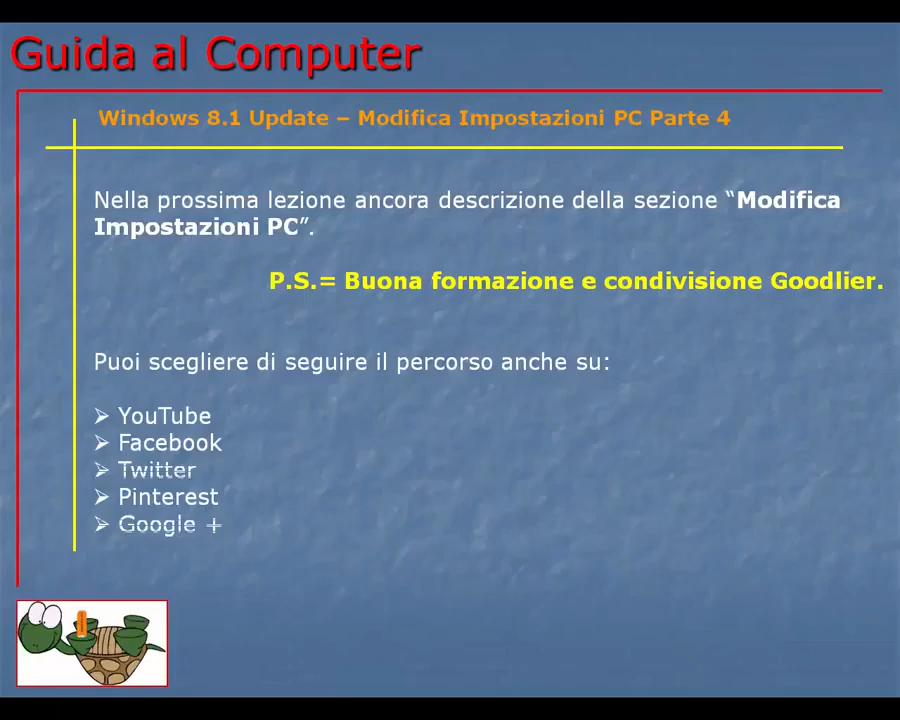 Guida al Computer
Windows 8.1 Update – Modifica Impostazioni PC Parte 4
Nella prossima lezione ancora descrizione della sezione “Modifica
Impostazioni PC”.
P.S.= Buona formazione e condivisione Goodlier.
Puoi scegliere di seguire il percorso anche su:
➢ YouTube
➢ Facebook
➢ Twitter
➢ Pinterest
➢ Google +